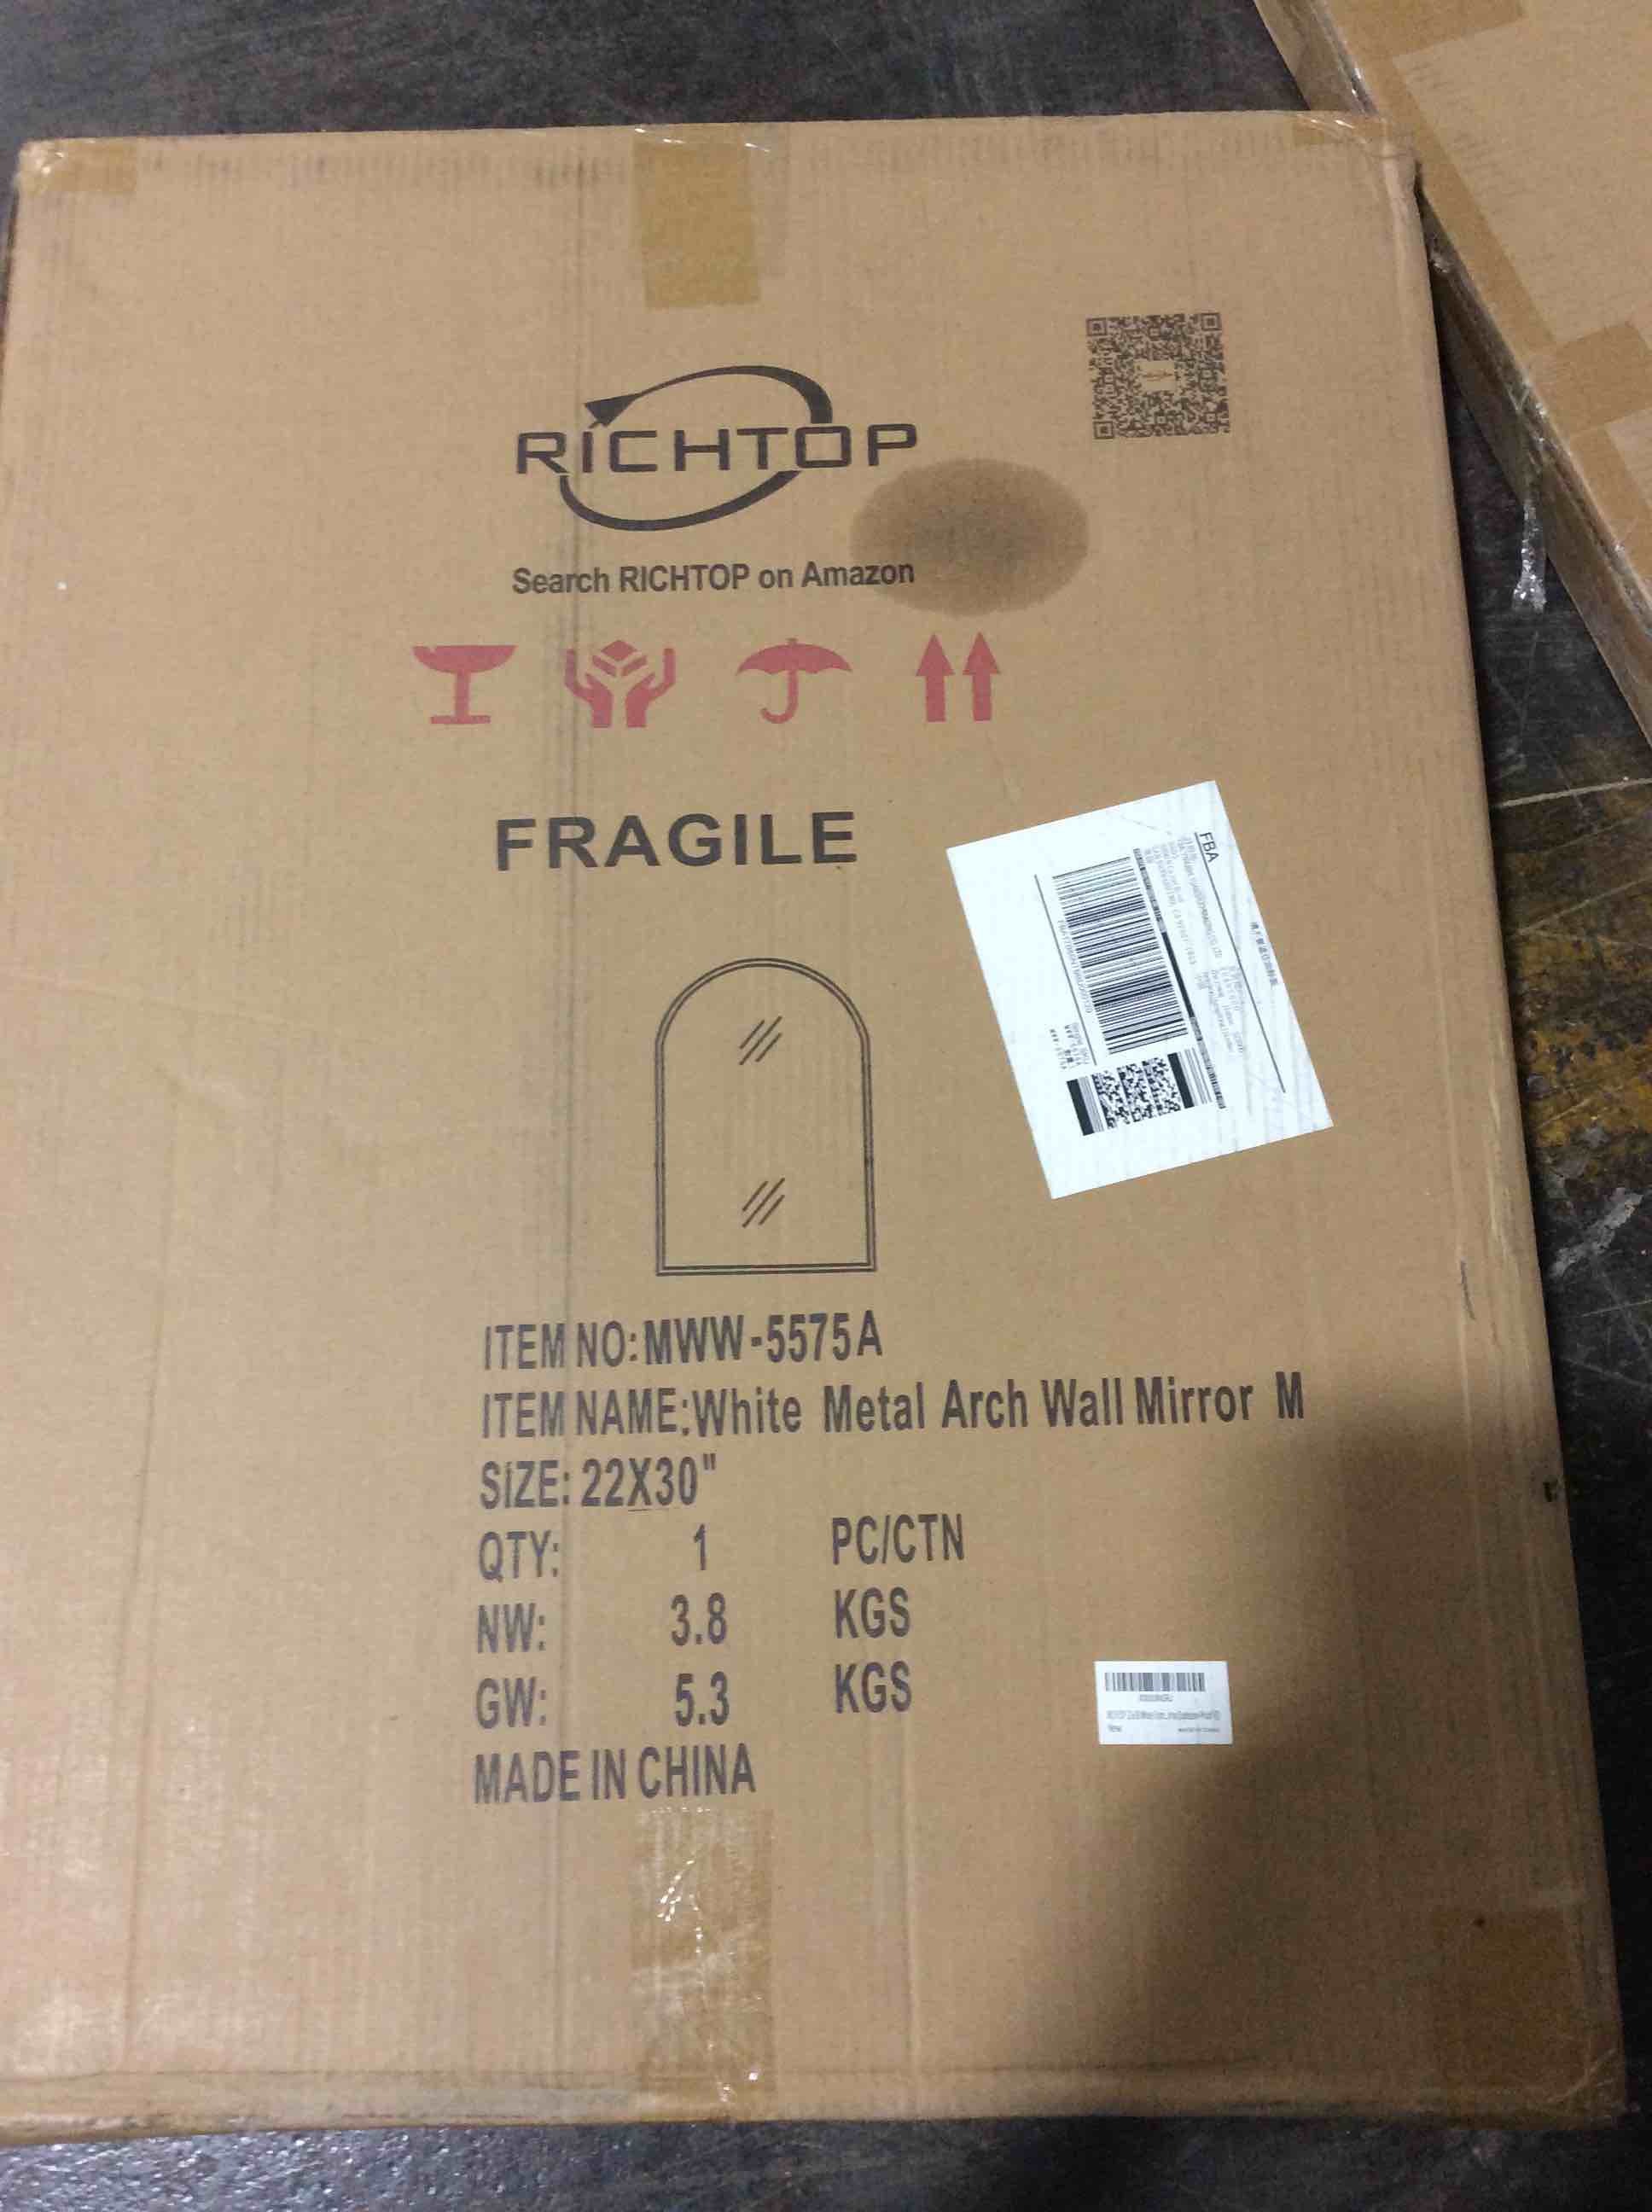 RICHTOP
Search RICHTOP on Amazon
FRAGILE
FBA
ITEM NO:MWW-5575A
ITEM NAME:White Metal Arch Wall Mirror M
SIZE: 22X30"
QTY: 1 PC/CTN
NW: 3.8 KGS
GW: 5.3 KGS
MADE IN CHINA